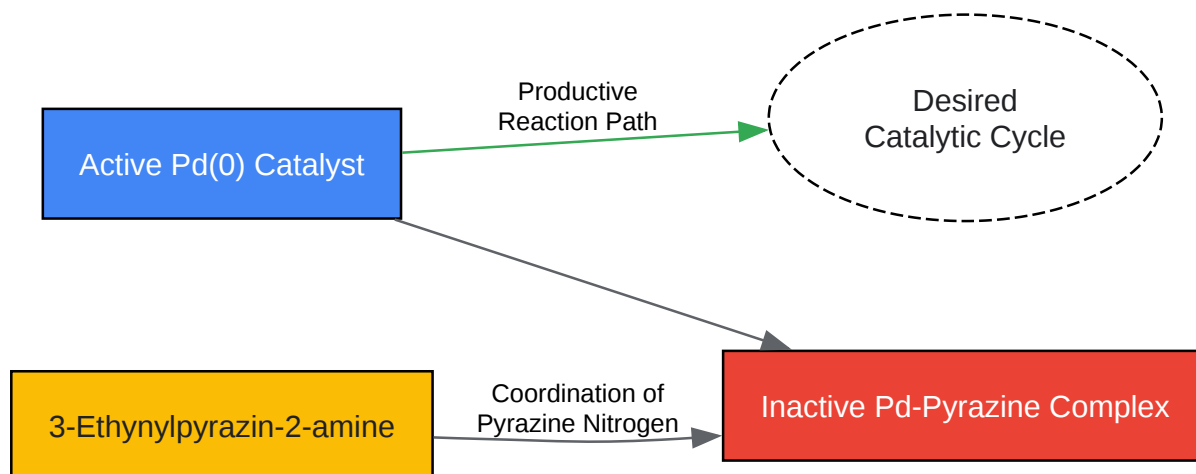 Productive
Reaction Path
Desired
Catalytic Cycle
Active Pd(0) Catalyst
3-Ethynylpyrazin-2-amine
Coordination of
Pyrazine Nitrogen
Inactive Pd-Pyrazine Complex